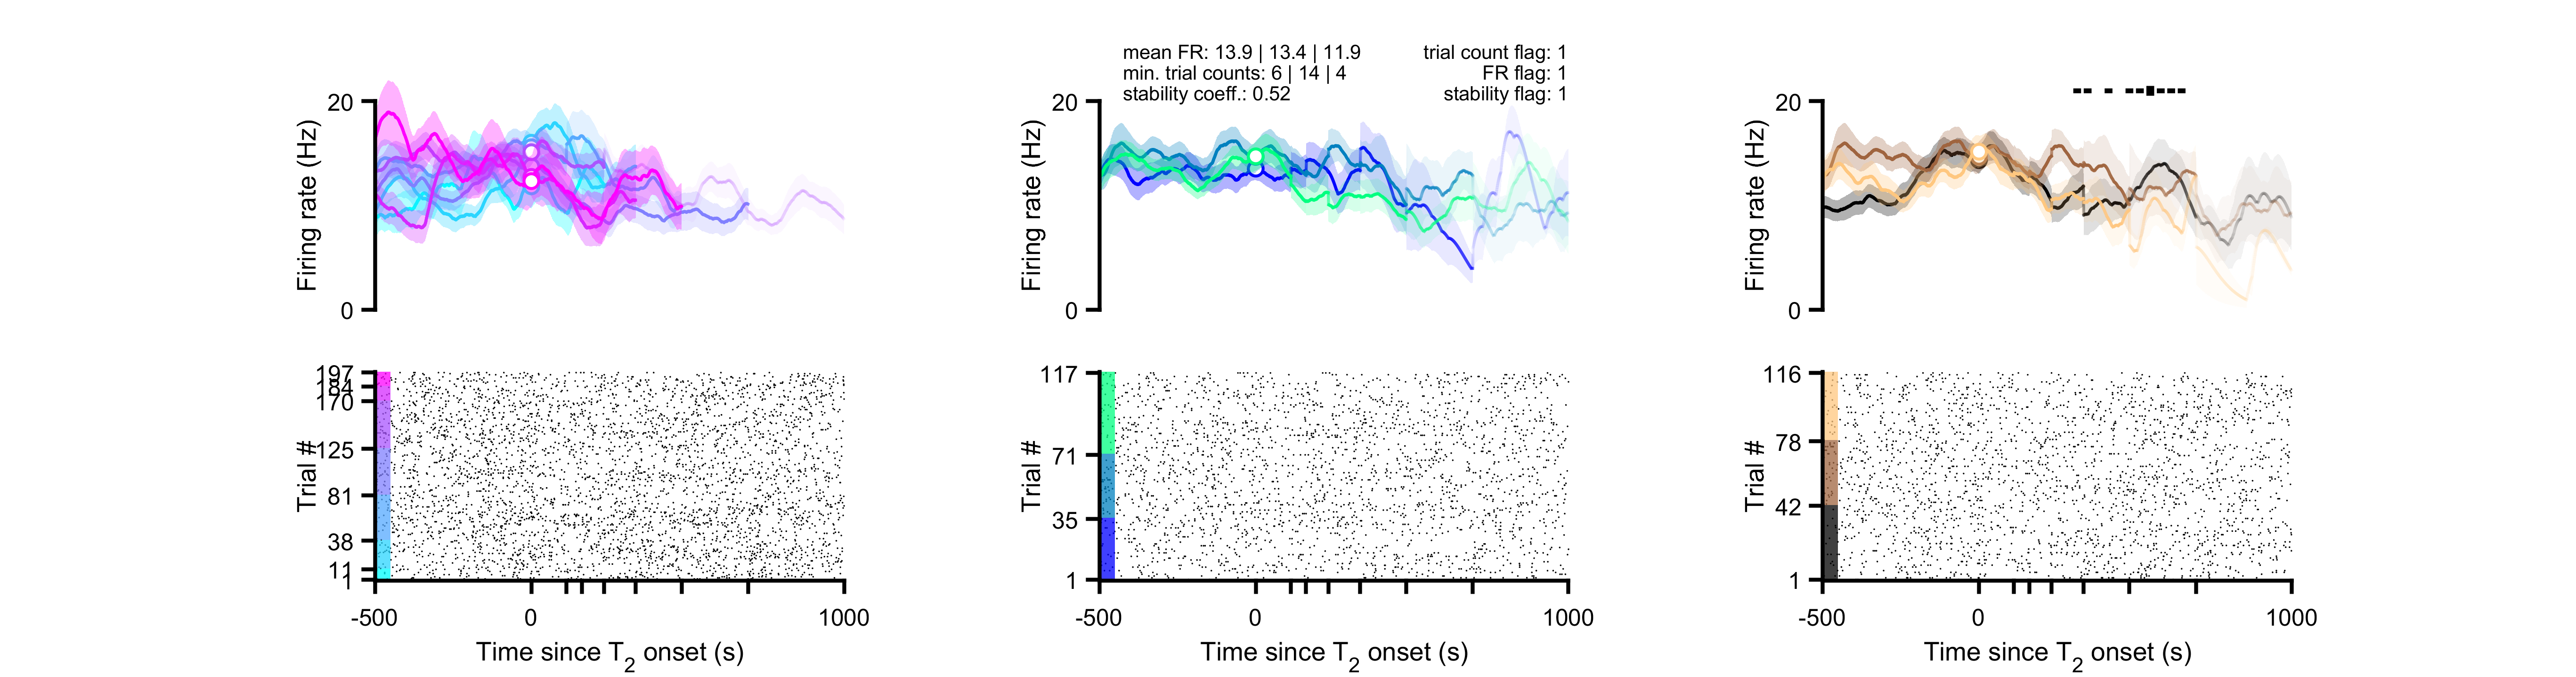 mean FR: 13.9 | 13.4 | 11.9
min. trial counts: 6 | 14 | 4
stability coeff.: 0.52
trial count flag: 1
FR flag: 1
stability flag: 1
Firing rate (Hz)
20
0
Firing rate (Hz)
20
0
Firing rate (Hz)
20
0
Trial #
197
184
170
125
81
38
11
1
-500
0
1000
Time since T2 onset (s)
Trial #
117
71
35
1
-500
0
1000
Time since T2 onset (s)
Trial #
116
78
42
1
-500
0
1000
Time since T2 onset (s)